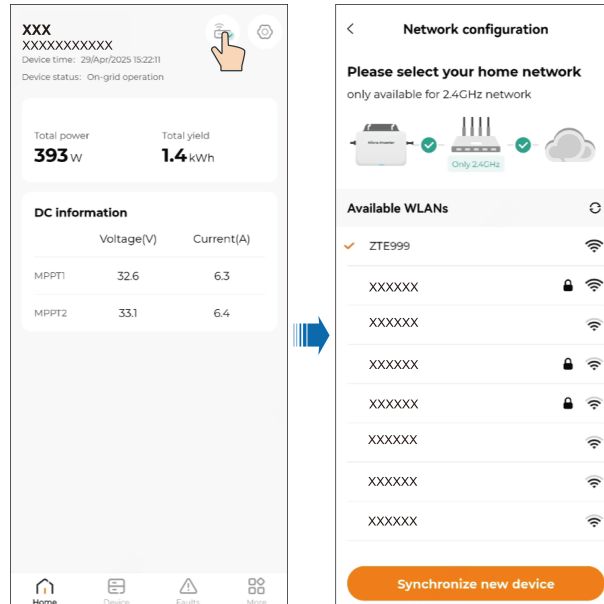 XXX
XXXXXXXXXXX
Device time: 29/Apr/2025 15:22:11
Device status: On-grid operation
Total power Total yield
393 W 1.4 kWh
DC information
Voltage(V) Current(A)
MPPT1 32.6 6.3
MPPT2 33.1 6.4
Home Device Faults More
Network configuration
Please select your home network
only available for 2.4GHz network
Micro Inverter
Only 2.4GHz
Available WLANs
ZTE999
XXXXXX
XXXXXX
XXXXXX
XXXXXX
XXXXXX
XXXXXX
XXXXXX
Synchronize new device